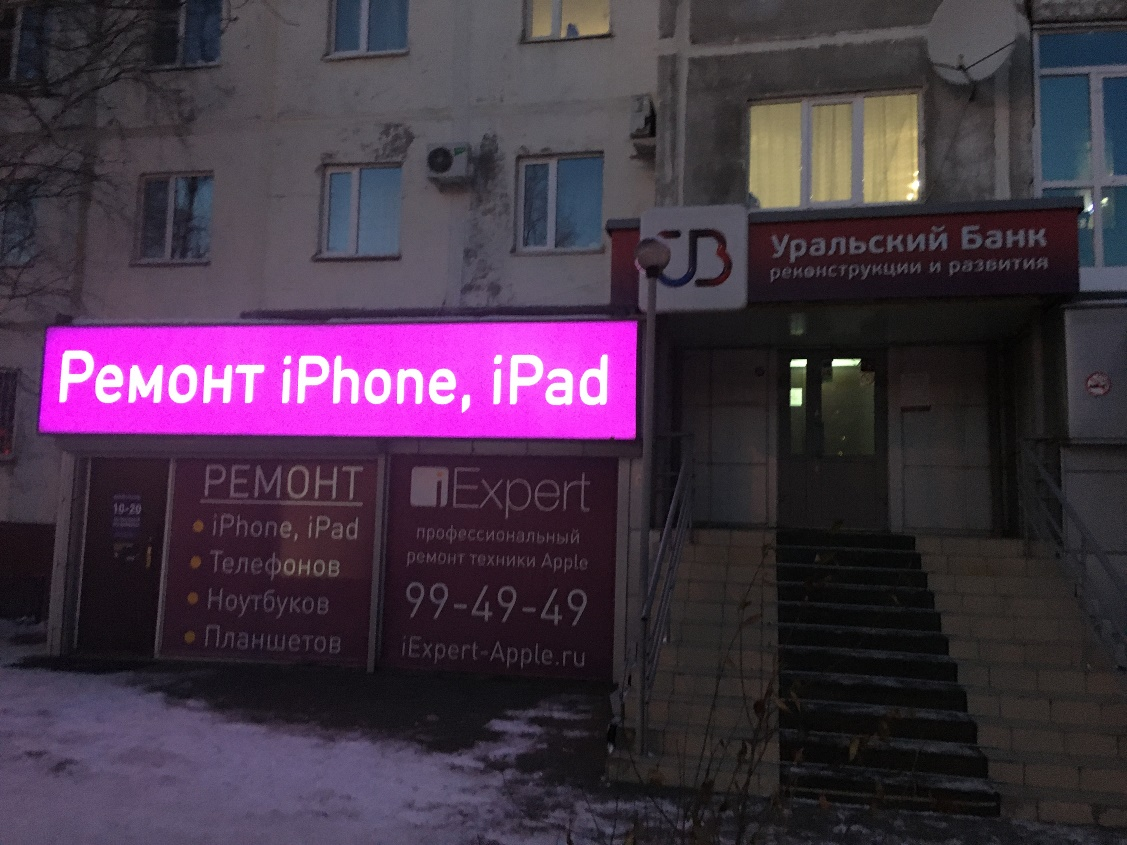 Уральский Банк
реконструкции и развития
Ремонт iPhone, iPad
РЕМОНТ
iPhone, iPad
Телефонов
Ноутбуков
Планшетов
iExpert
профессиональный
ремонт техники Apple
99-49-49
iExpert-Apple.ru
10-20